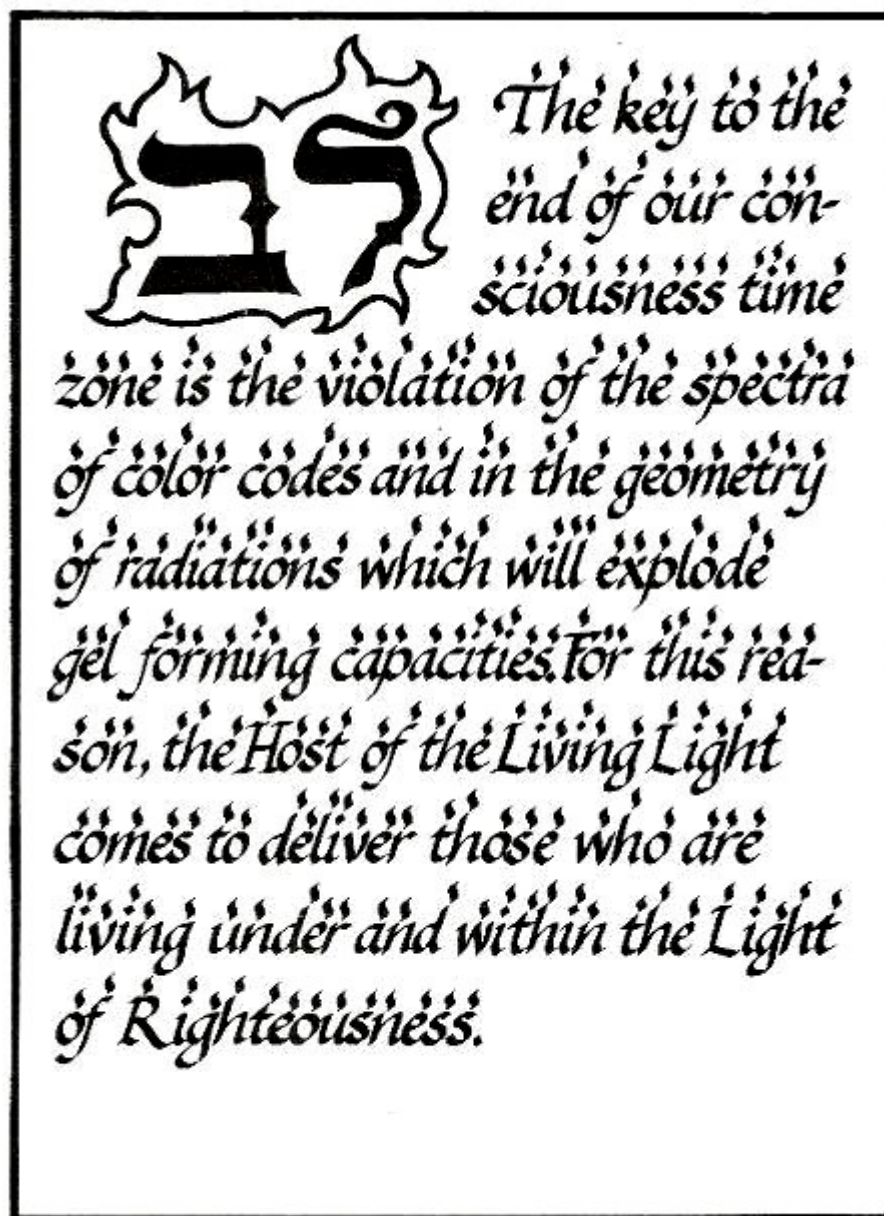 לב
The key to the
end of our con-
sciousness time
zone is the violation of the spectra
of color codes and in the geometry
of radiations which will explode
gel forming capacities. For this rea-
son, the Host of the Living Light
comes to deliver those who are
living under and within the Light
of Righteousness.